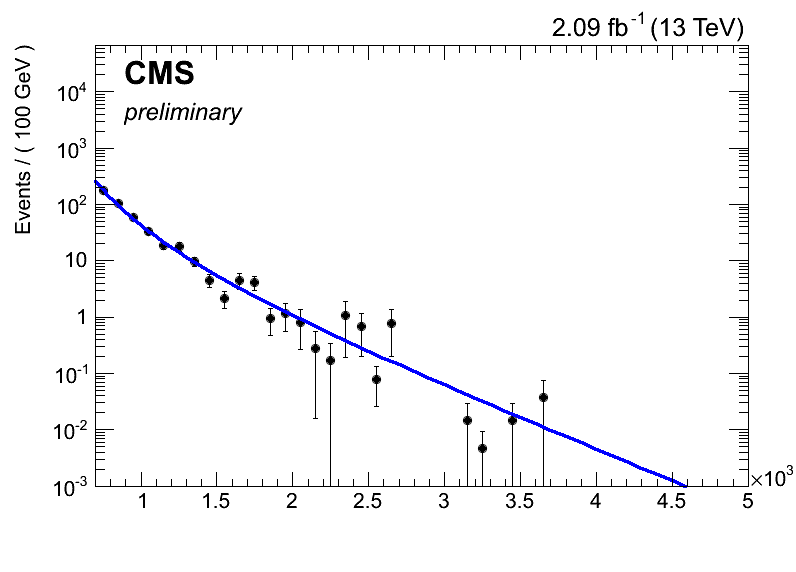 2.09 fb⁻¹ (13 TeV)
CMS
preliminary
Events / ( 100 GeV )
10⁴
10³
10²
10
1
10⁻¹
10⁻²
10⁻³
1 1.5 2 2.5 3 3.5 4 4.5 5
×10³